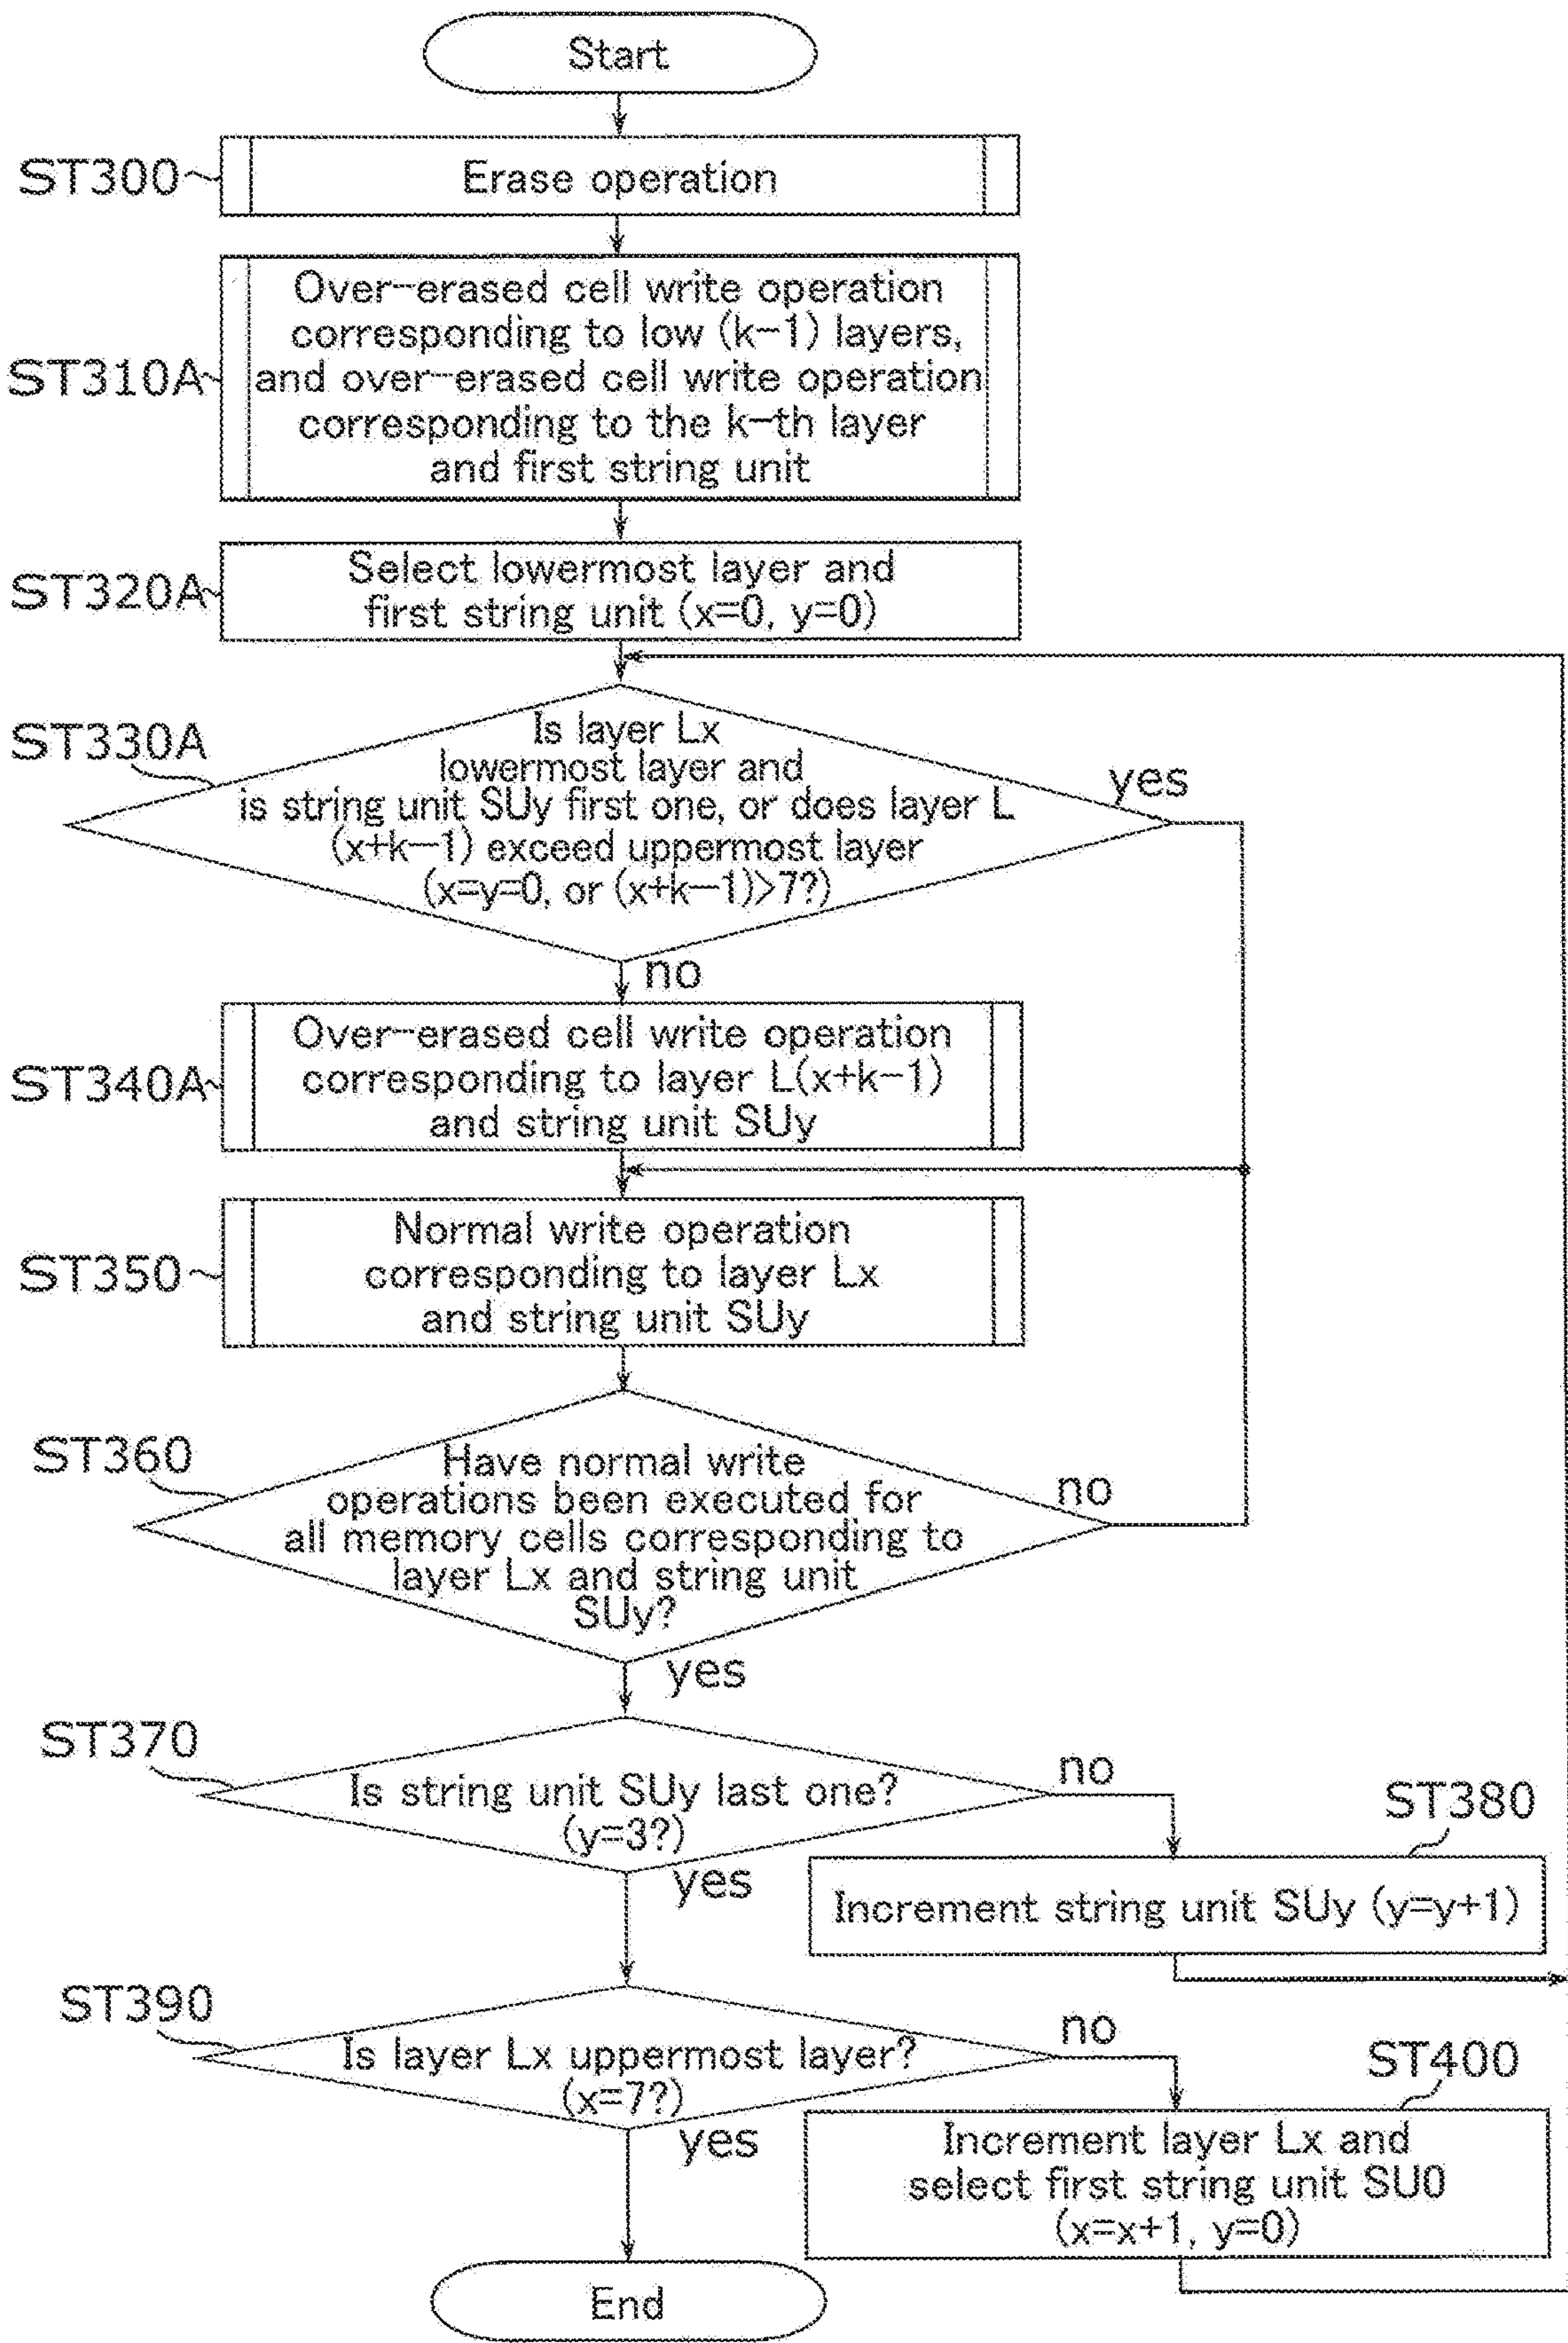 Start
ST300
Erase operation
ST310A
Over-erased cell write operation
corresponding to low (k-1) layers,
and over-erased cell write operation
corresponding to the k-th layer
and first string unit
ST320A
Select lowermost layer and
first string unit (x=0, y=0)
ST330A
Is layer Lx
lowermost layer and
is string unit SUy first one, or does layer L
(x+k-1) exceed uppermost layer
(x=y=0, or (x+k-1)>7?)
yes
no
ST340A
Over-erased cell write operation
corresponding to layer L(x+k-1)
and string unit SUy
ST350
Normal write operation
corresponding to layer Lx
and string unit SUy
ST360
Have normal write
operations been executed for
all memory cells corresponding to
layer Lx and string unit
SUy?
no
yes
ST370
Is string unit SUy last one?
(y=3?)
no
yes
ST380
Increment string unit SUy (y=y+1)
ST390
Is layer Lx uppermost layer?
(x=7?)
no
yes
ST400
Increment layer Lx and
select first string unit SU0
(x=x+1, y=0)
End